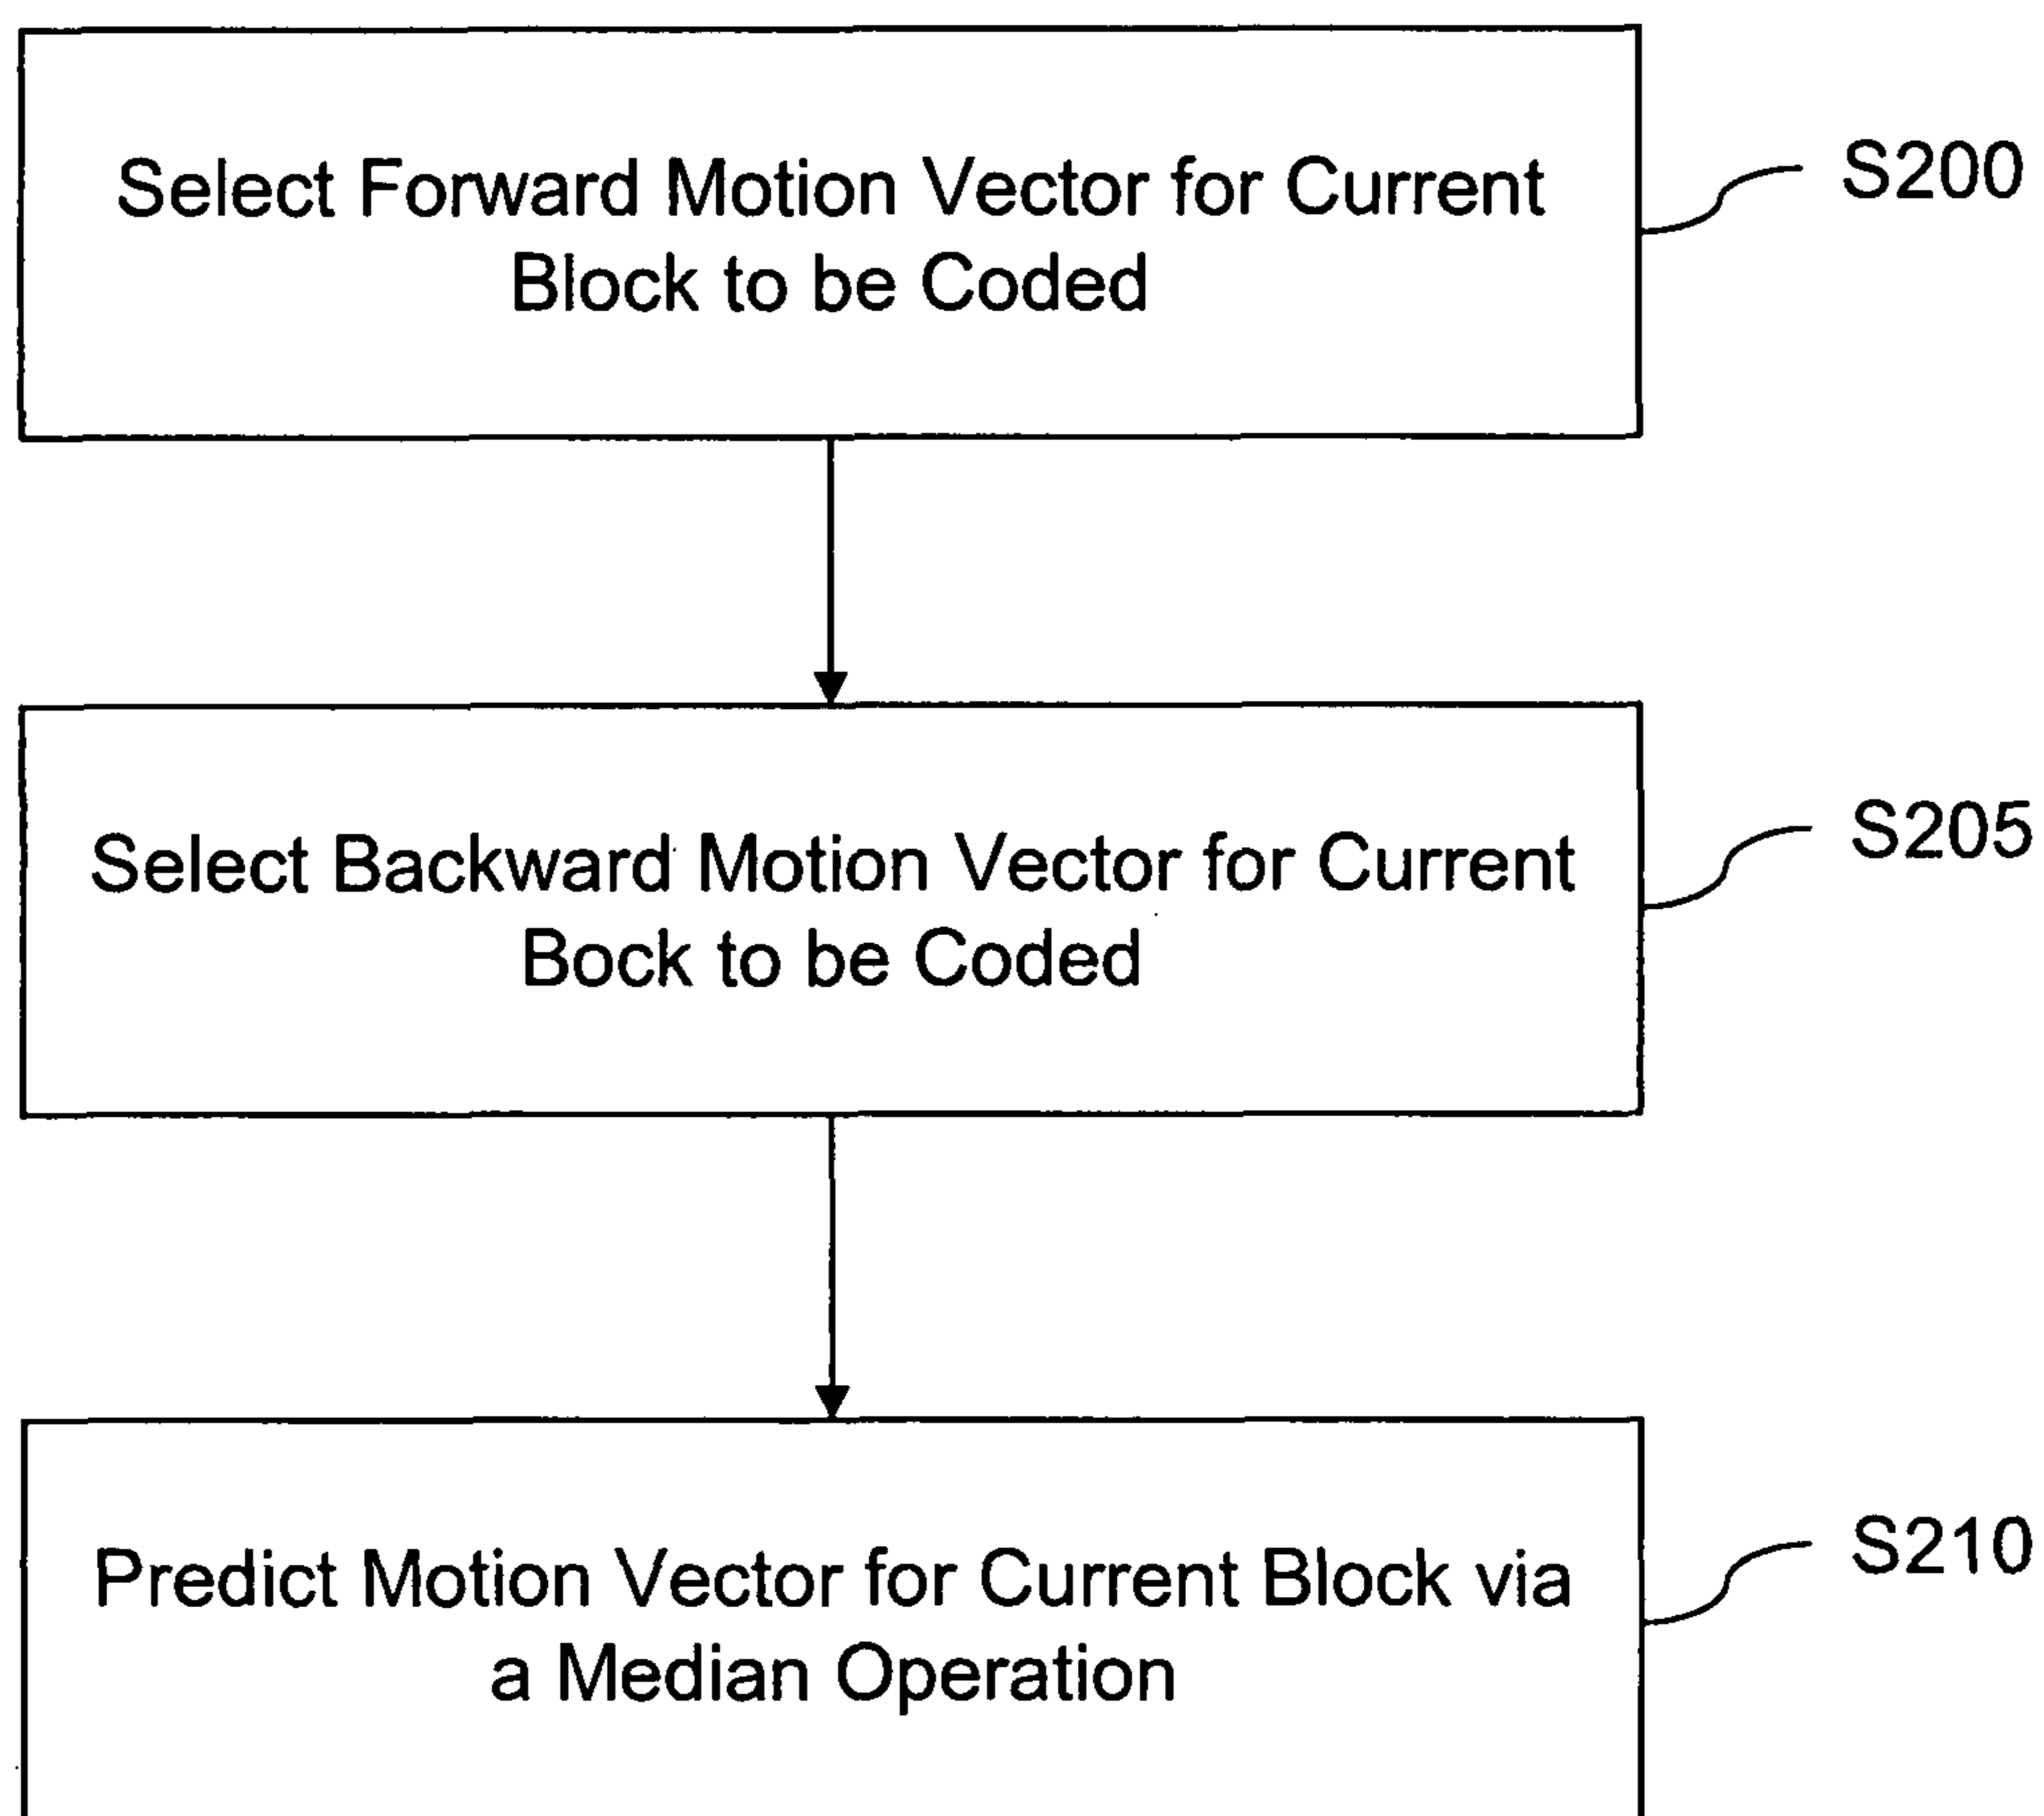 Select Forward Motion Vector for Current
Block to be Coded
S200
Select Backward Motion Vector for Current
Bock to be Coded
S205
Predict Motion Vector for Current Block via
a Median Operation
S210